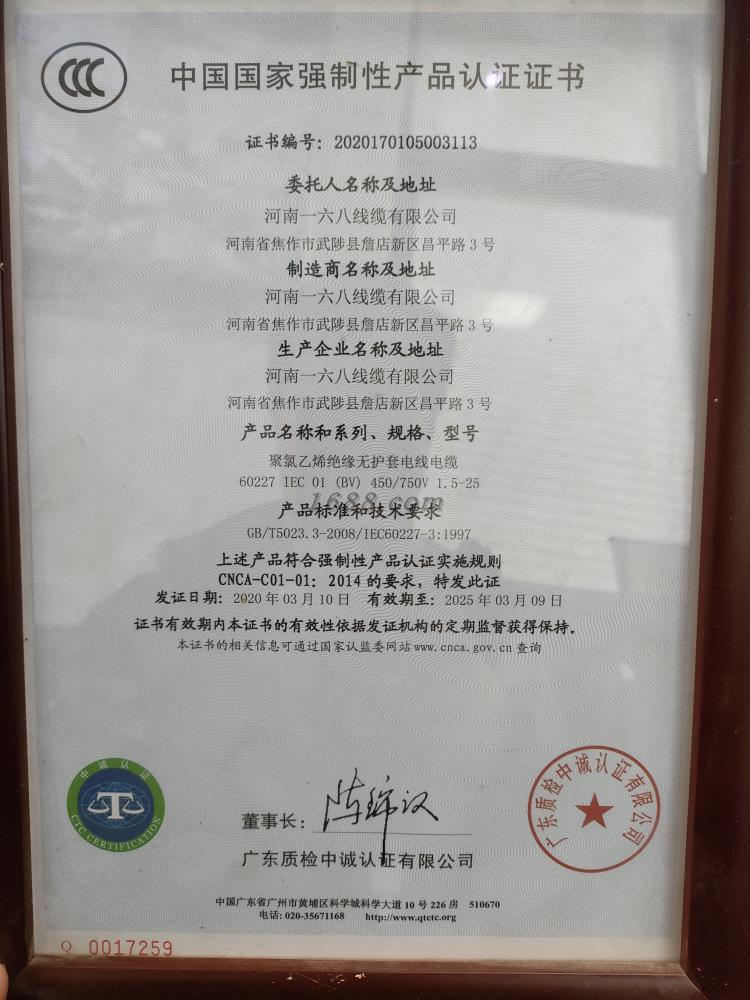 CCC
中国国家强制性产品认证证书
证书编号：2020170105003113
委托人名称及地址
河南一六八线缆有限公司
河南省焦作市武陟县詹店新区昌平路 3 号
制造商名称及地址
河南一六八线缆有限公司
河南省焦作市武陟县詹店新区昌平路 3 号
生产企业名称及地址
河南一六八线缆有限公司
河南省焦作市武陟县詹店新区昌平路 3 号
产品名称和系列、规格、型号
聚氯乙烯绝缘无护套电线电缆
60227 IEC 01 (BV) 450/750V 1.5-25
1688.com
产品标准和技术要求
GB/T5023.3-2008/IEC60227-3:1997
上述产品符合强制性产品认证实施规则
CNCA-C01-01：2014 的要求，特发此证
发证日期：2020 年 03 月 10 日 有效期至：2025 年 03 月 09 日
证书有效期内本证书的有效性依据发证机构的定期监督获得保持。
本证书的相关信息可通过国家认监委网站 www.cnca.gov.cn 查询
中诚认证
CTC CERTIFICATION
董事长：
广东质检中诚认证有限公司
广东质检中诚认证有限公司
中国广东省广州市黄埔区科学城科学大道 10 号 226 房 510670
电话: 020-35671168 http://www.qtctc.org
Q 0017259